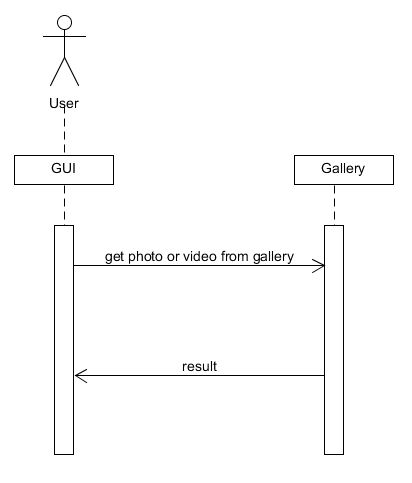 User
GUI
Gallery
get photo or video from gallery
result